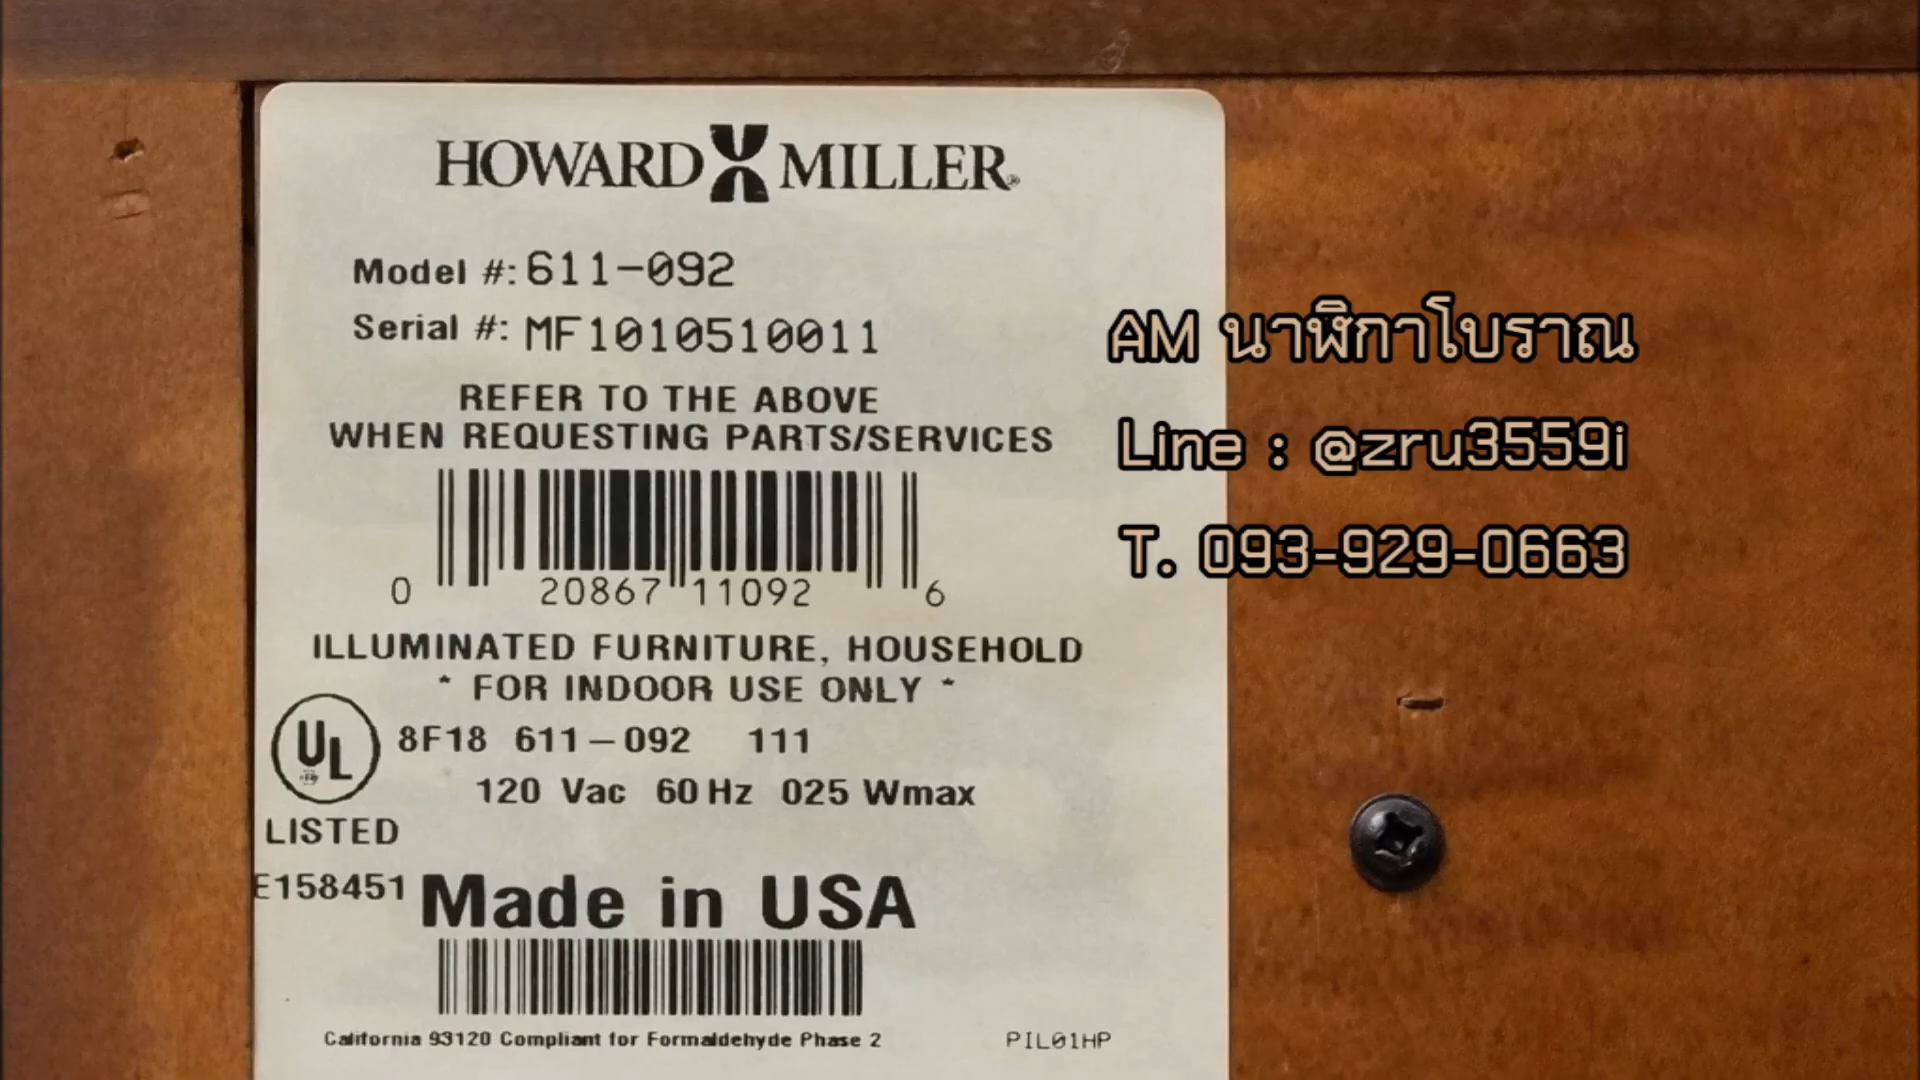 HOWARD MILLER®
Model #: 611-092
Serial #: MF1010510011
REFER TO THE ABOVE
WHEN REQUESTING PARTS/SERVICES
0 20867 11092 6
ILLUMINATED FURNITURE, HOUSEHOLD
* FOR INDOOR USE ONLY *
UL
8F18 611-092 111
120 Vac 60 Hz 025 Wmax
LISTED
E158451
Made in USA
California 93120 Compliant for Formaldehyde Phase 2
PIL01HP
AM นาฬิกาโบราณ
Line : @zru3559i
T. 093-929-0663